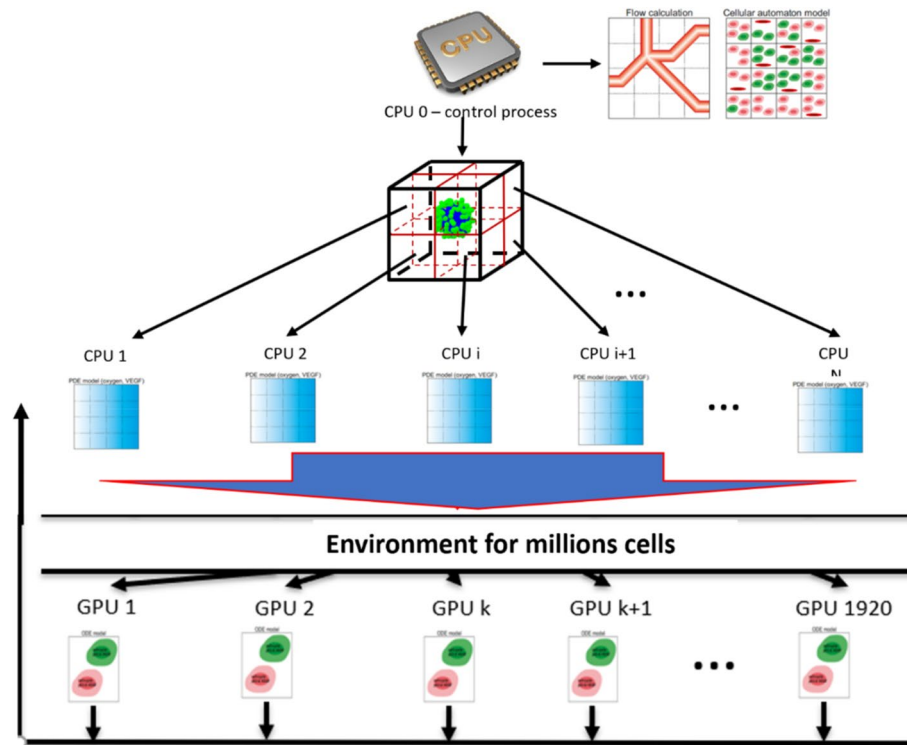 Flow calculation
Cellular automaton model
CPU
CPU 0 – control process
...
CPU 1
CPU 2
CPU i
CPU i+1
CPU
N
PDE model (oxygen, VEGF)
PDE model (oxygen, VEGF)
PDE model (oxygen, VEGF)
PDE model (oxygen, VEGF)
PDE model (oxygen, VEGF)
...
Environment for millions cells
GPU 1
GPU 2
GPU k
GPU k+1
GPU 1920
ODE model
ODE model
ODE model
ODE model
ODE model
...